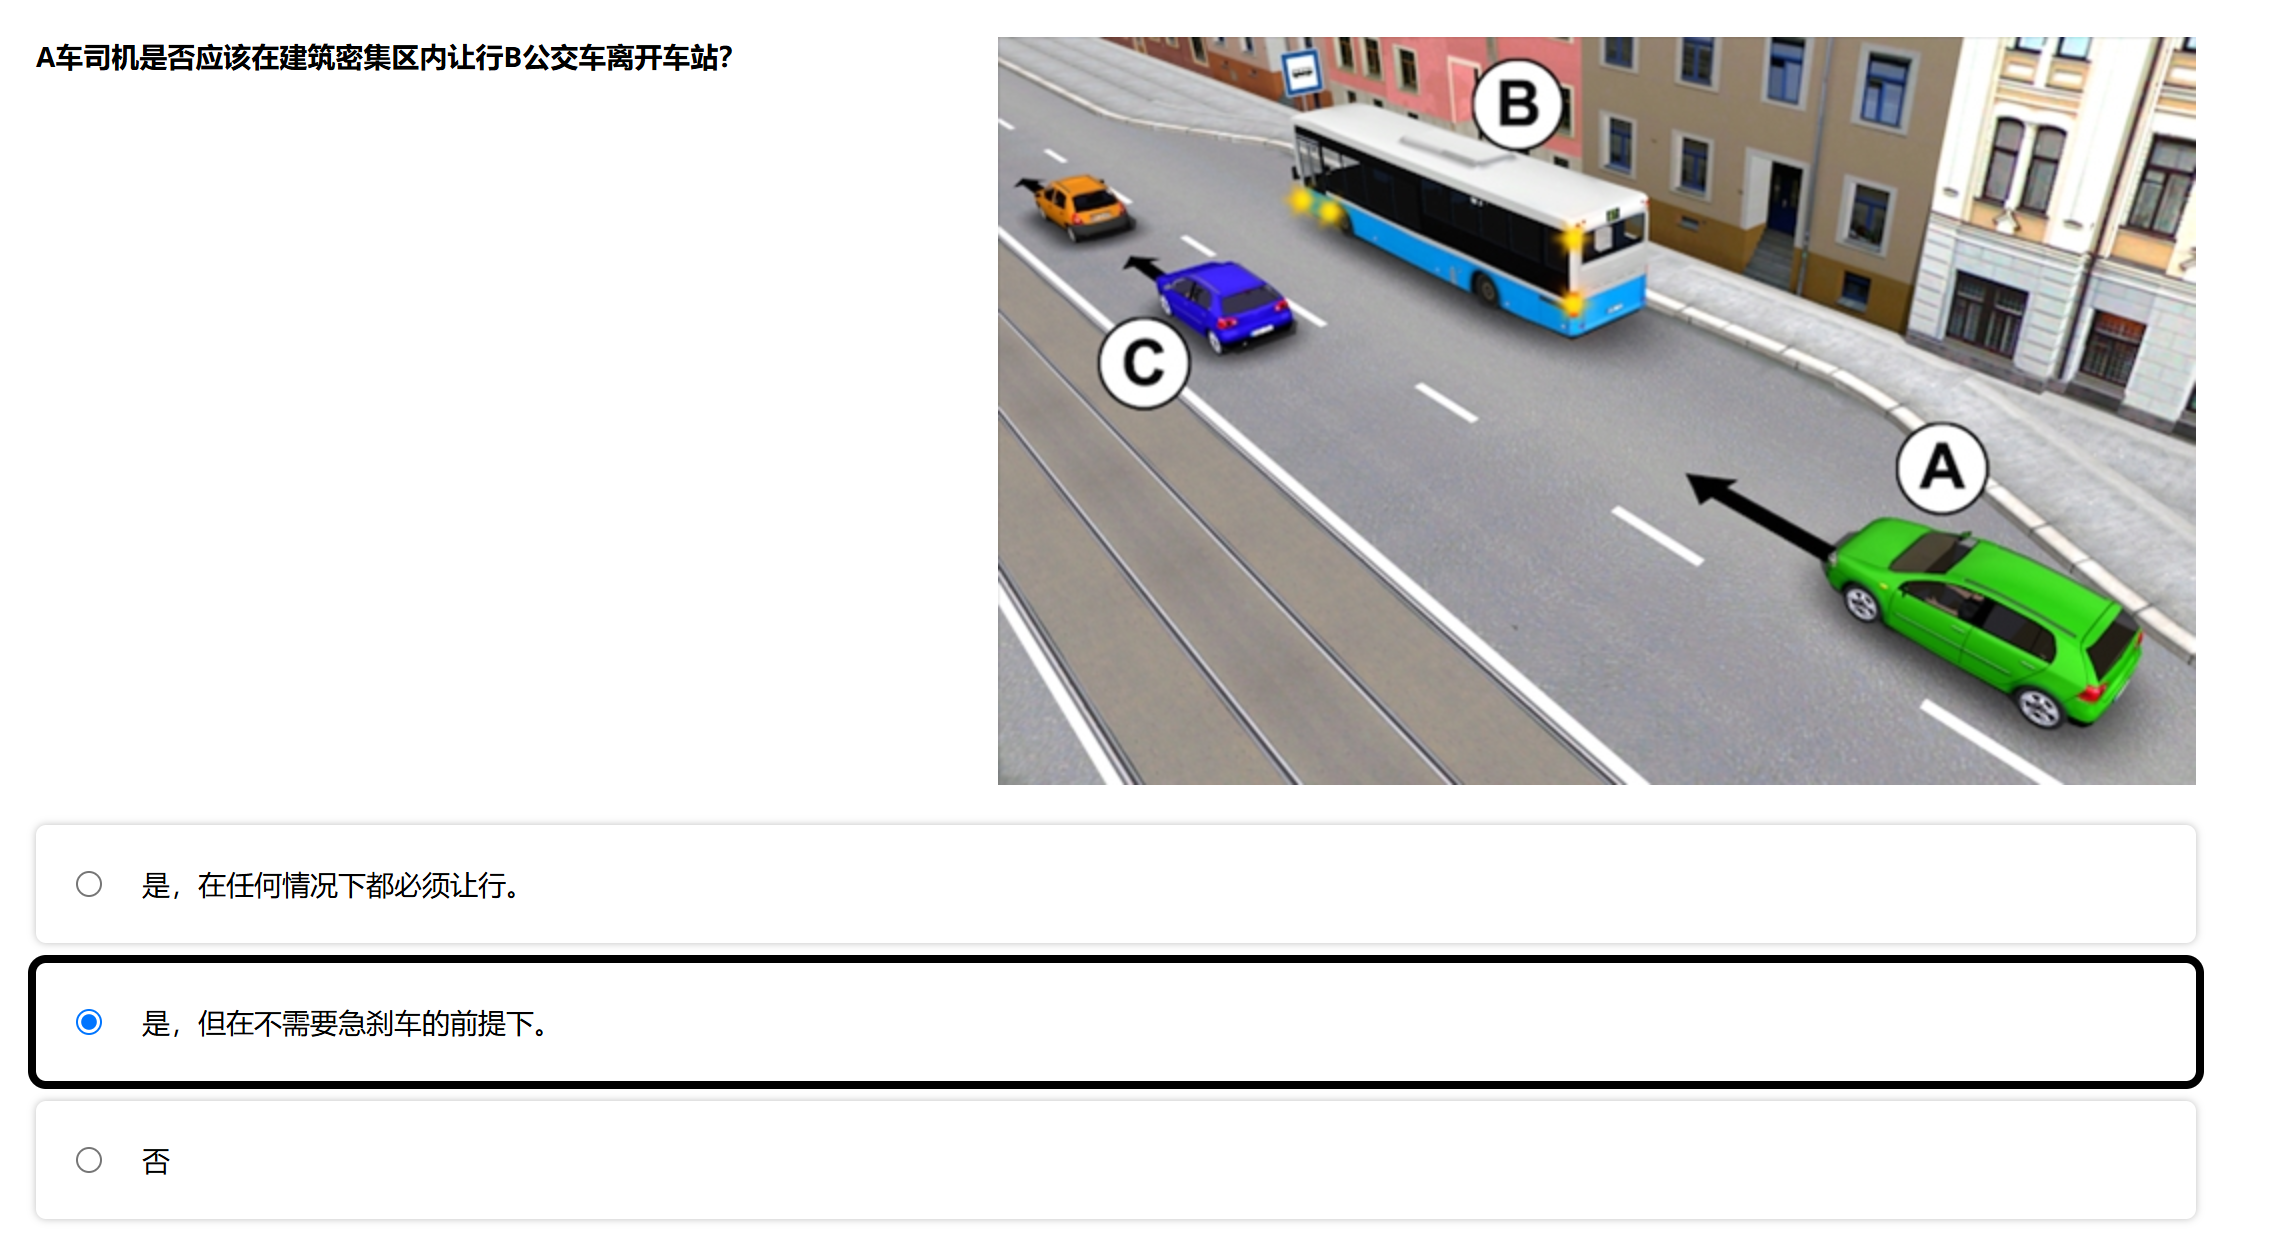 A车司机是否应该在建筑密集区内让行B公交车离开车站？
B
C
A
是，在任何情况下都必须让行。
是，但在不需要急刹车的前提下。
否